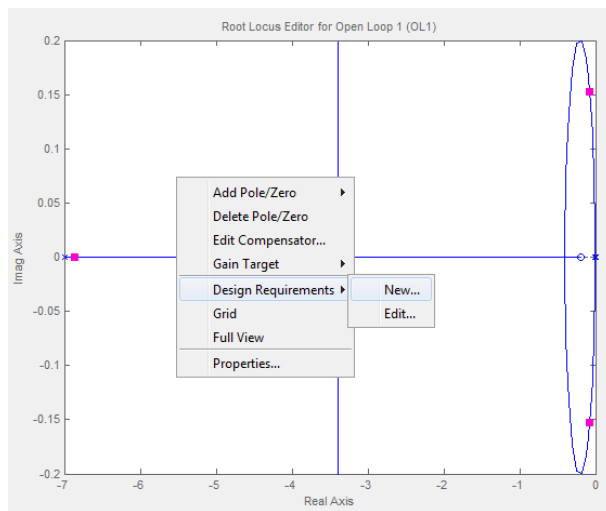 Root Locus Editor for Open Loop 1 (OL1)
0.2
0.15
0.1
0.05
0
-0.05
-0.1
-0.15
-0.2
Imag Axis
Add Pole/Zero
Delete Pole/Zero
Edit Compensator...
Gain Target
Design Requirements
Grid
Full View
Properties...
New...
Edit...
-7 -6 -5 -4 -3 -2 -1 0
Real Axis